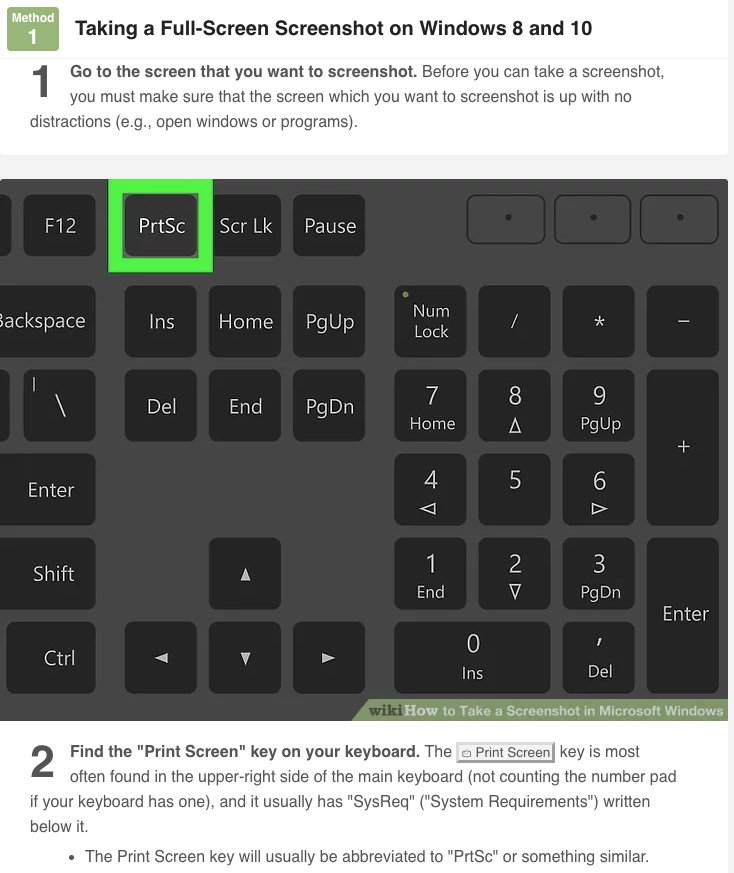 Method
1
Taking a Full-Screen Screenshot on Windows 8 and 10
1
Go to the screen that you want to screenshot. Before you can take a screenshot,
you must make sure that the screen which you want to screenshot is up with no
distractions (e.g., open windows or programs).
F12 PrtSc Scr Lk Pause
Backspace Ins Home PgUp Num Lock / * −
\ Del End PgDn 7 Home 8 9 PgUp +
Enter 4 5 6
Shift 1 End 2 3 PgDn Enter
Ctrl 0 Ins ′ Del
wikiHow to Take a Screenshot in Microsoft Windows
2
Find the "Print Screen" key on your keyboard. The Print Screen key is most
often found in the upper-right side of the main keyboard (not counting the number pad
if your keyboard has one), and it usually has "SysReq" ("System Requirements") written
below it.
• The Print Screen key will usually be abbreviated to "PrtSc" or something similar.